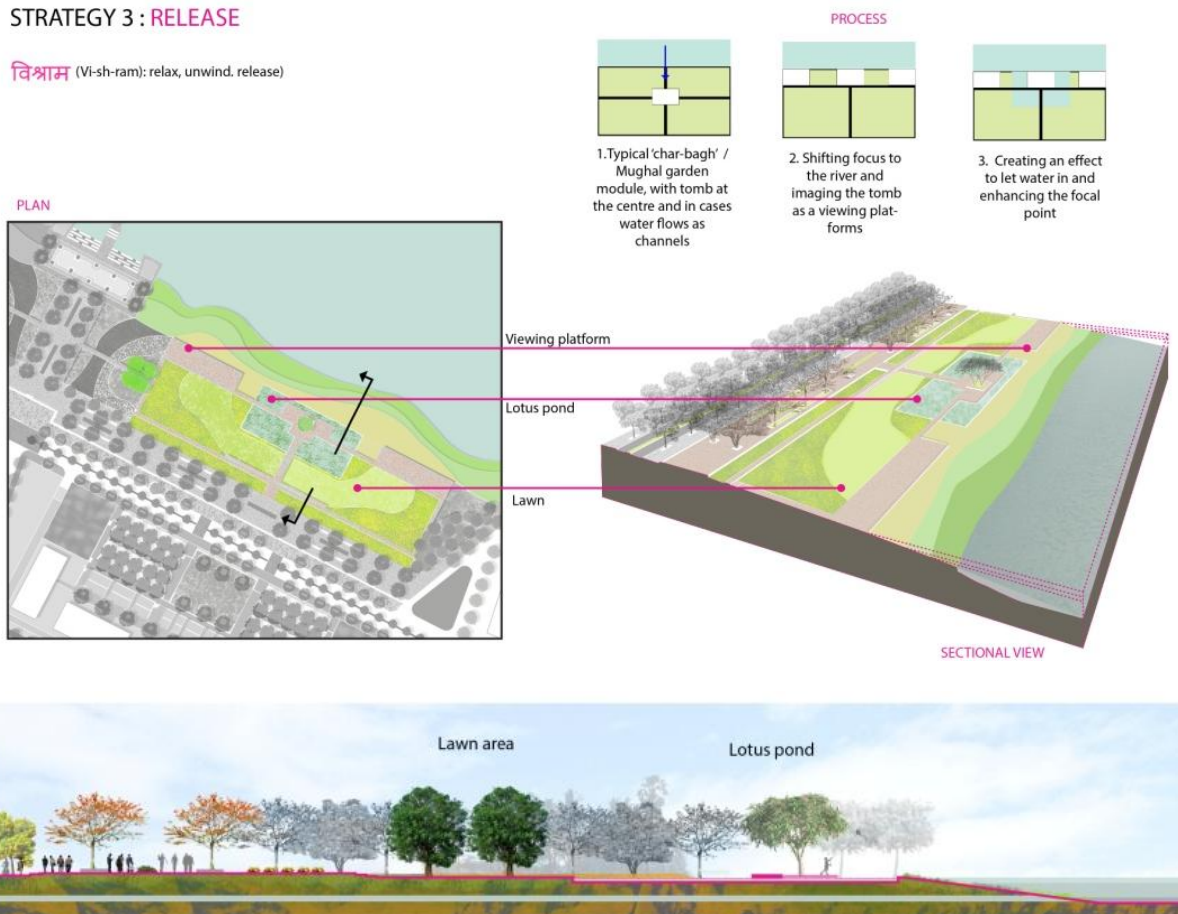 STRATEGY 3 : RELEASE
विश्राम (Vi-sh-ram): relax, unwind. release)
PROCESS
1.Typical 'char-bagh' /
Mughal garden
module, with tomb at
the centre and in cases
water flows as
channels
2. Shifting focus to
the river and
imaging the tomb
as a viewing plat-
forms
3. Creating an effect
to let water in and
enhancing the focal
point
PLAN
Viewing platform
Lotus pond
Lawn
SECTIONAL VIEW
Lawn area
Lotus pond